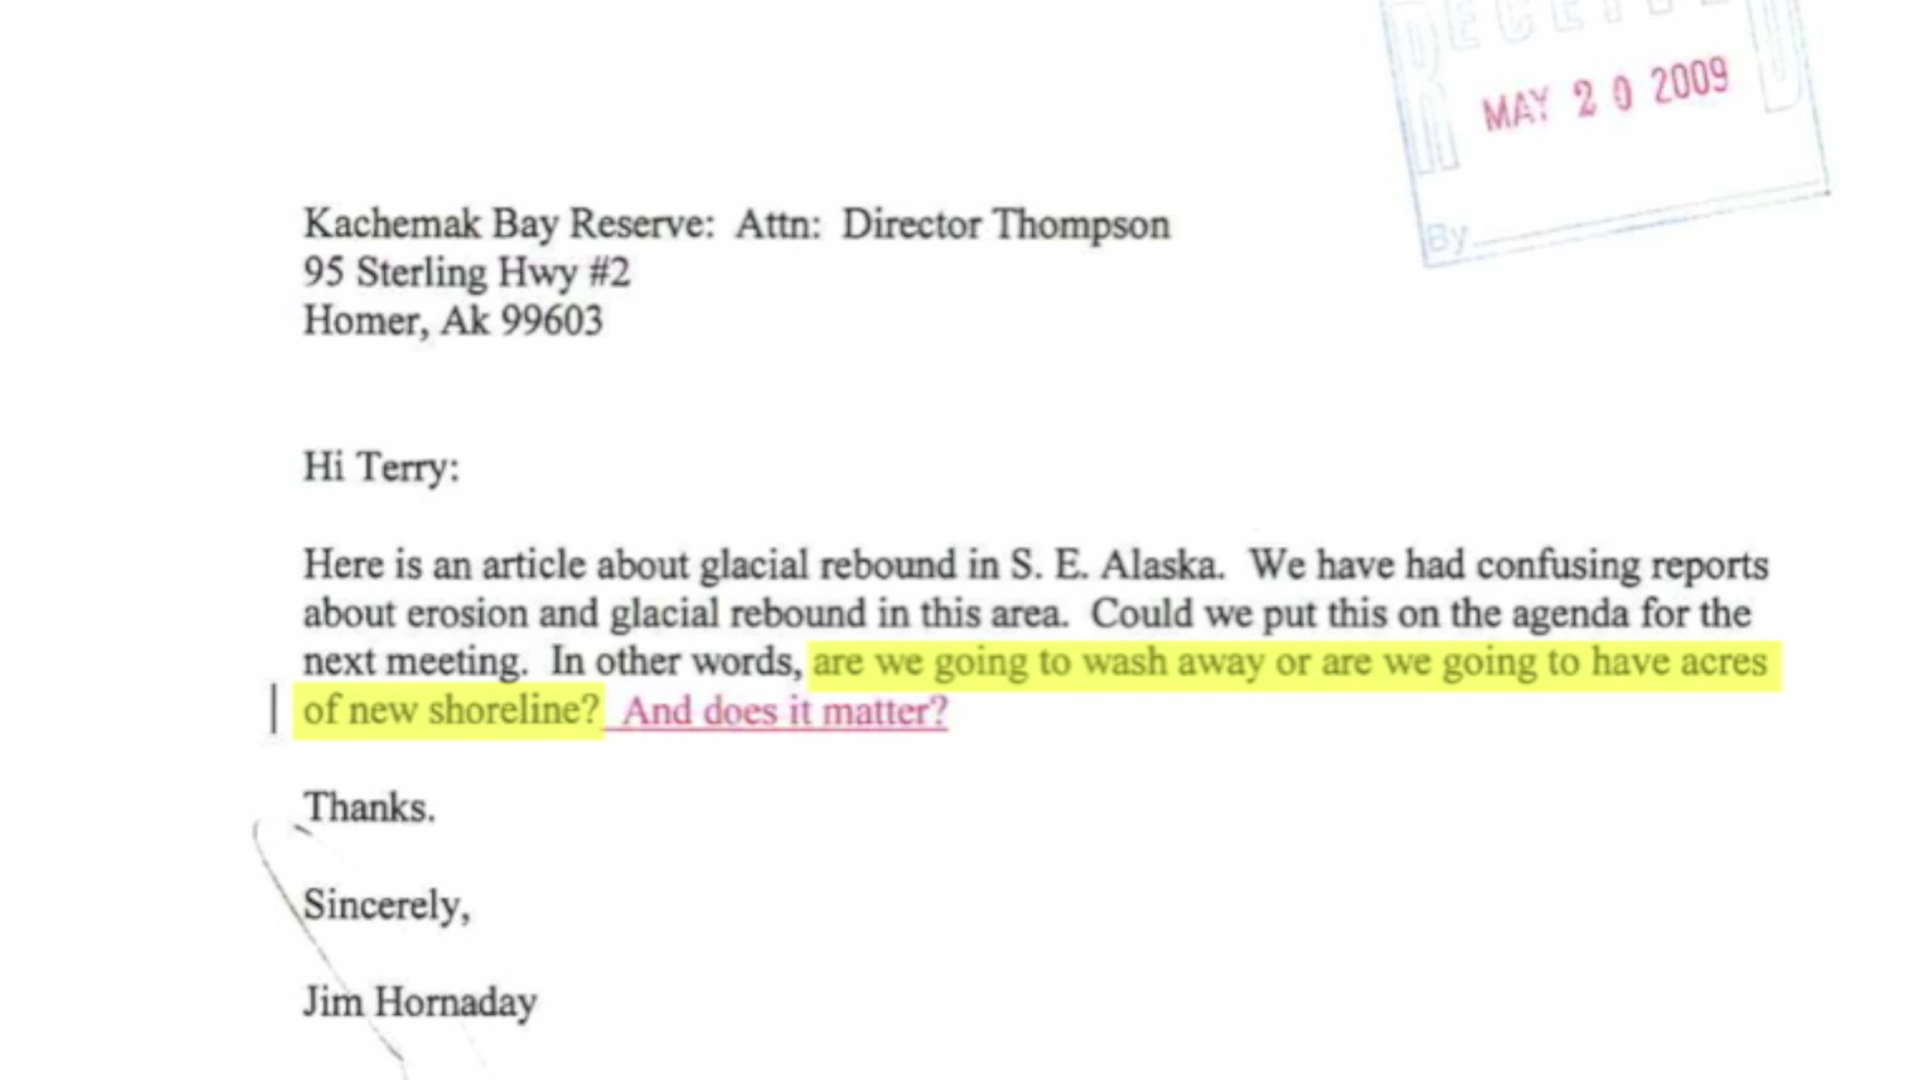 RECEIVED
MAY 20 2009
By
Kachemak Bay Reserve: Attn: Director Thompson
95 Sterling Hwy #2
Homer, Ak 99603
Hi Terry:
Here is an article about glacial rebound in S. E. Alaska. We have had confusing reports
about erosion and glacial rebound in this area. Could we put this on the agenda for the
next meeting. In other words, are we going to wash away or are we going to have acres
of new shoreline? And does it matter?
Thanks.
Sincerely,
Jim Hornaday